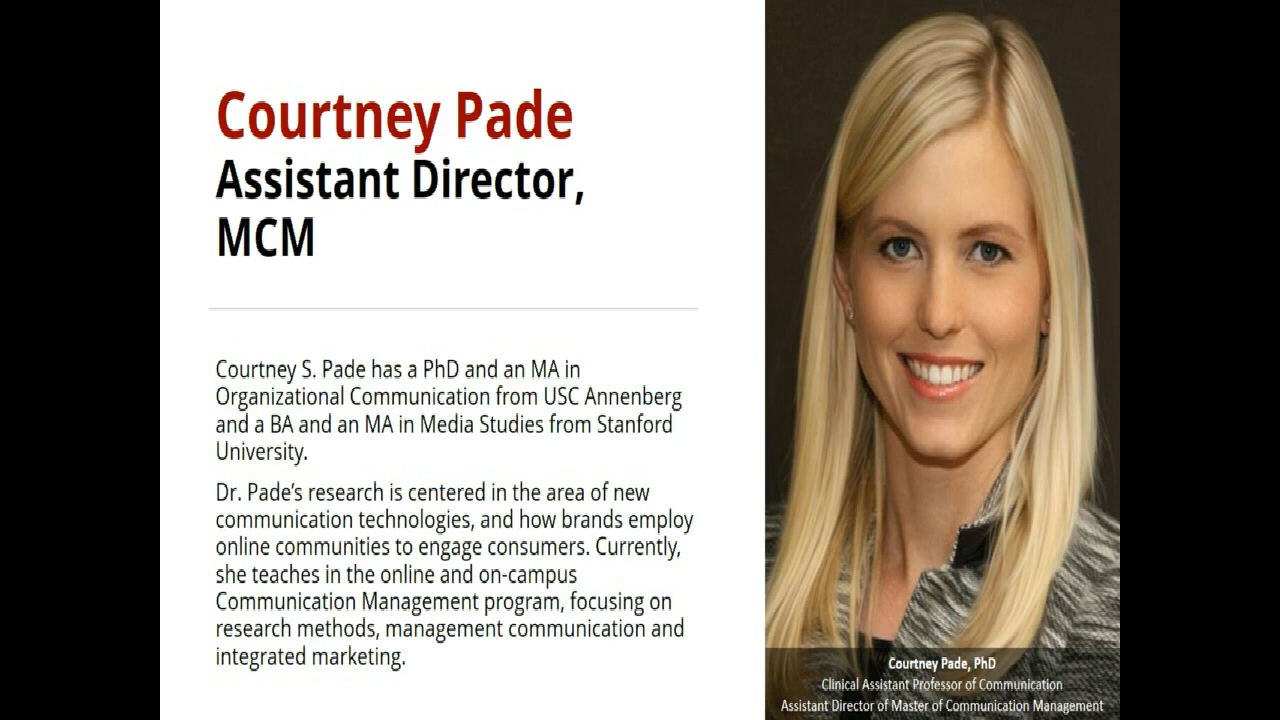 Courtney Pade
Assistant Director,
MCM
Courtney S. Pade has a PhD and an MA in
Organizational Communication from USC Annenberg
and a BA and an MA in Media Studies from Stanford
University.
Dr. Pade’s research is centered in the area of new
communication technologies, and how brands employ
online communities to engage consumers. Currently,
she teaches in the online and on-campus
Communication Management program, focusing on
research methods, management communication and
integrated marketing.
Courtney Pade, PhD
Clinical Assistant Professor of Communication
Assistant Director of Master of Communication Management